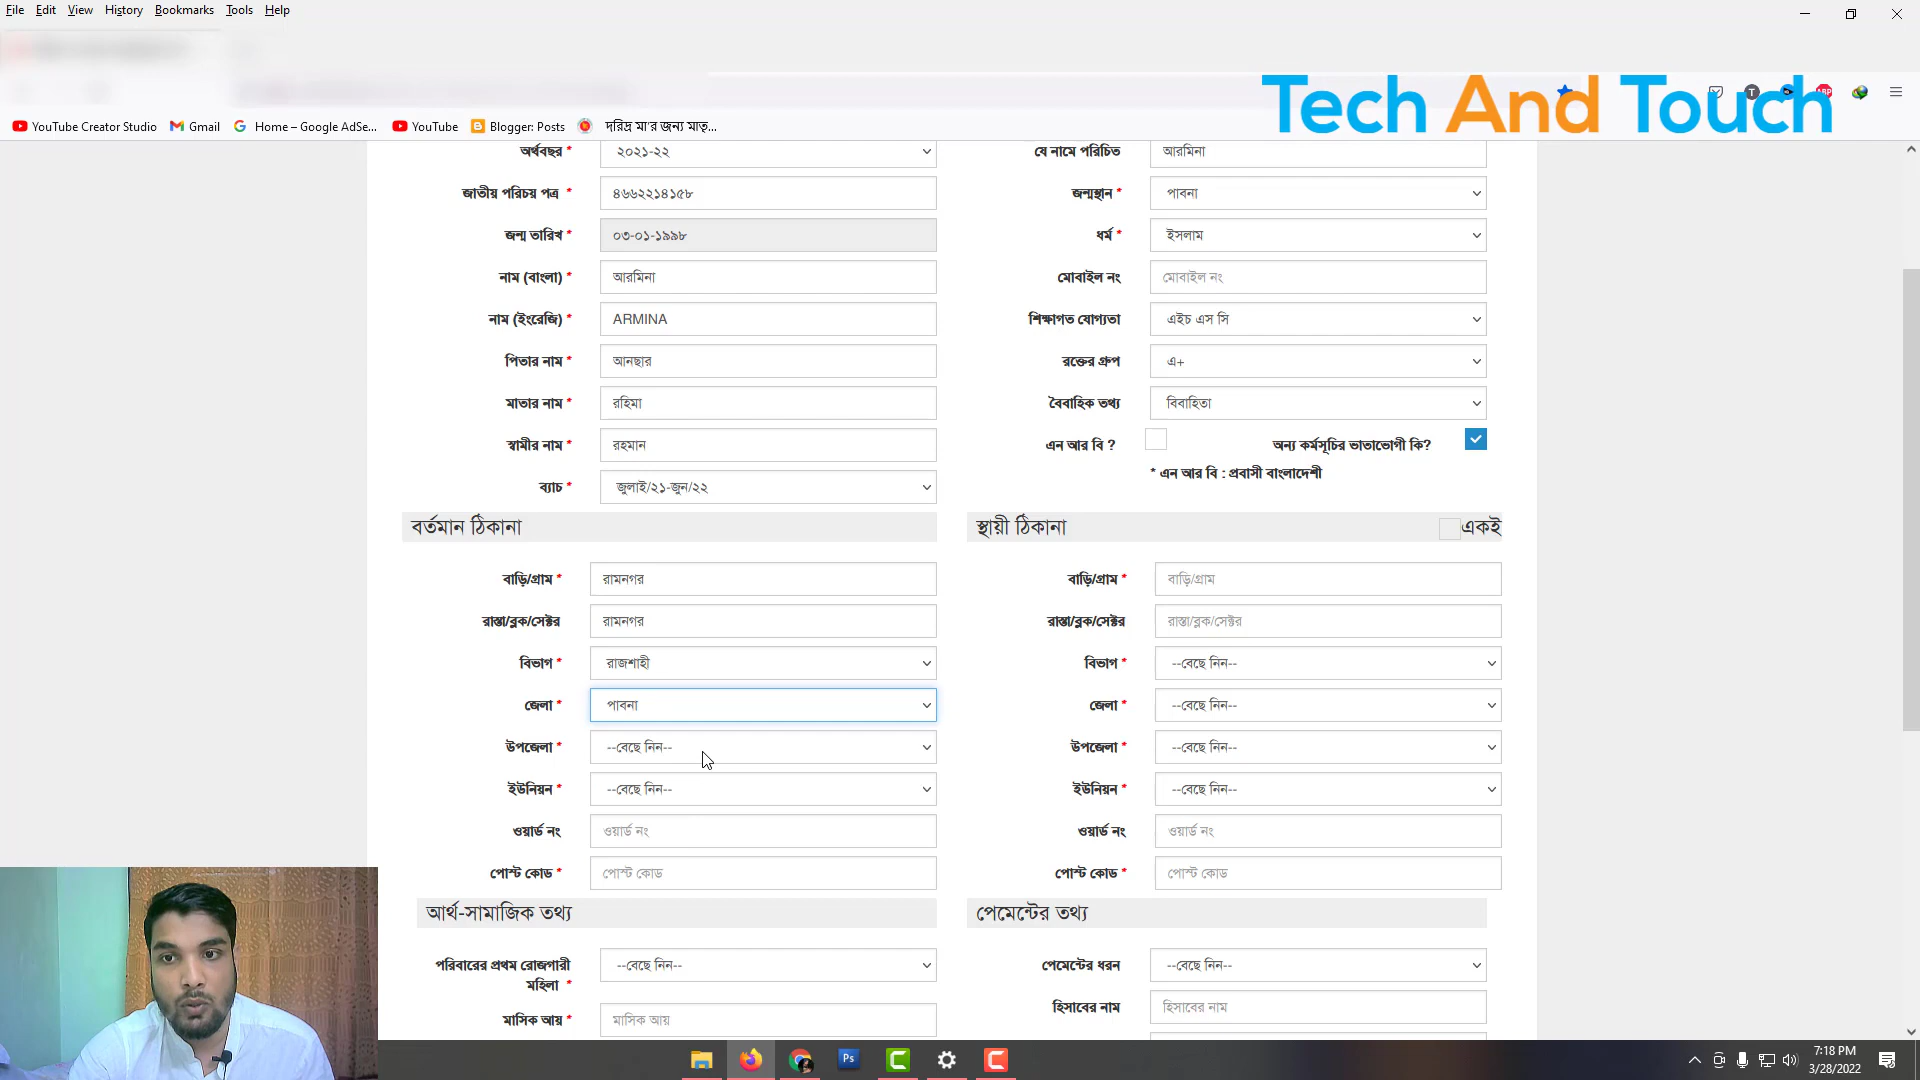 File Edit View History Bookmarks Tools Help
Tech And Touch
YouTube Creator Studio Gmail Home – Google AdSe... YouTube Blogger: Posts দরিদ্র মা'র জন্য মাতৃ...
অর্থবছর * ২০২১-২২ যে নামে পরিচিত আরমিনা
জাতীয় পরিচয় পত্র * ৪৬৬২২১৪১৫৮ জন্মস্থান * পাবনা
জন্ম তারিখ * ০৩-০১-১৯৯৮ ধর্ম * ইসলাম
নাম (বাংলা) * আরমিনা মোবাইল নং মোবাইল নং
নাম (ইংরেজি) * ARMINA শিক্ষাগত যোগ্যতা এইচ এস সি
পিতার নাম * আনছার রক্তের গ্রুপ এ+
মাতার নাম * রহিমা বৈবাহিক তথ্য বিবাহিতা
স্বামীর নাম * রহমান এন আর বি ? অন্য কর্মসূচির ভাতাভোগী কি?
* এন আর বি : প্রবাসী বাংলাদেশী
ব্যাচ * জুলাই/২১-জুন/২২
বর্তমান ঠিকানা স্থায়ী ঠিকানা একই
বাড়ি/গ্রাম * রামনগর বাড়ি/গ্রাম * বাড়ি/গ্রাম
রাস্তা/ব্লক/সেক্টর রামনগর রাস্তা/ব্লক/সেক্টর রাস্তা/ব্লক/সেক্টর
বিভাগ * রাজশাহী বিভাগ * --বেছে নিন--
জেলা * পাবনা জেলা * --বেছে নিন--
উপজেলা * --বেছে নিন-- উপজেলা * --বেছে নিন--
ইউনিয়ন * --বেছে নিন-- ইউনিয়ন * --বেছে নিন--
ওয়ার্ড নং ওয়ার্ড নং ওয়ার্ড নং ওয়ার্ড নং
পোস্ট কোড * পোস্ট কোড পোস্ট কোড * পোস্ট কোড
আর্থ-সামাজিক তথ্য পেমেন্টের তথ্য
পরিবারের প্রথম রোজগারী --বেছে নিন-- পেমেন্টের ধরন --বেছে নিন--
মহিলা *
হিসাবের নাম হিসাবের নাম
মাসিক আয় * মাসিক আয়
Ps
7:18 PM
3/28/2022